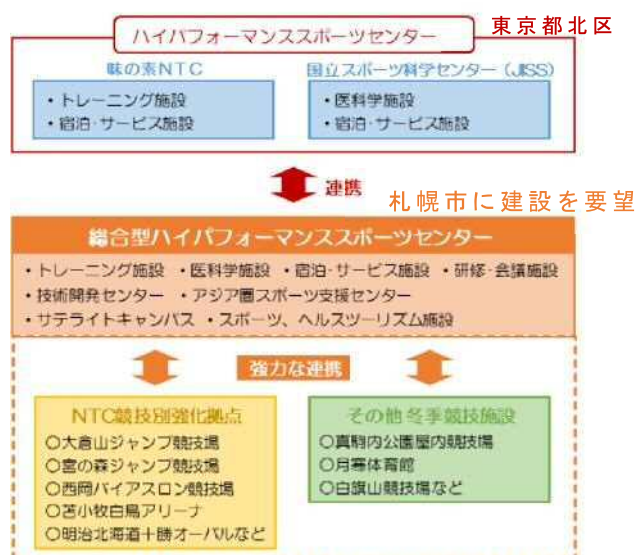 ハイパフォーマンススポーツセンター
東京都北区
味の素NTC
国立スポーツ科学センター（JISS）
・トレーニング施設
・宿泊・サービス施設
・医科学施設
・宿泊・サービス施設
連携
札幌市に建設を要望
総合型ハイパフォーマンススポーツセンター
・トレーニング施設 ・医科学施設 ・宿泊・サービス施設 ・研修・会議施設
・技術開発センター ・アジア圏スポーツ支援センター
・サテライトキャンパス ・スポーツ、ヘルスツーリズム施設
強力な連携
NTC競技別強化拠点
○大倉山ジャンプ競技場
○宮の森ジャンプ競技場
○西岡バイアスロン競技場
○苫小牧白鳥アリーナ
○明治北海道十勝オーバルなど
その他冬季競技施設
○真駒内公園屋内競技場
○月寒体育館
○白旗山競技場など